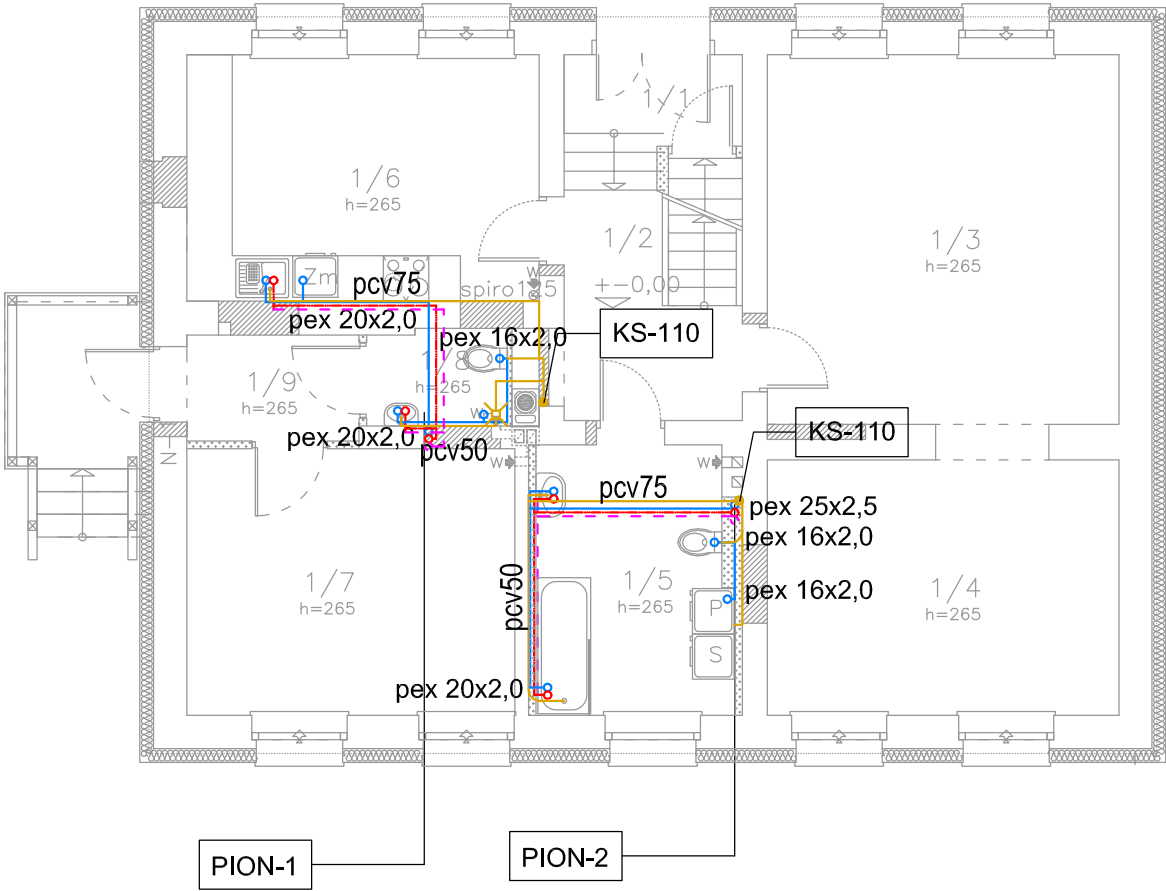 1/1
1/6
h=265
1/2
1/3
h=265
Zm
pcv75
spiro
w
+-0,00
pex 20x2,0
pex 16x2,0
KS-110
1/9
h=265
h=265
w
pex 20x2,0
pcv50
KS-110
N
w
w
pcv75
pex 25x2,5
pex 16x2,0
1/7
h=265
pcv50
1/5
h=265
pex 16x2,0
1/4
h=265
P
S
pex 20x2,0
PION-1
PION-2